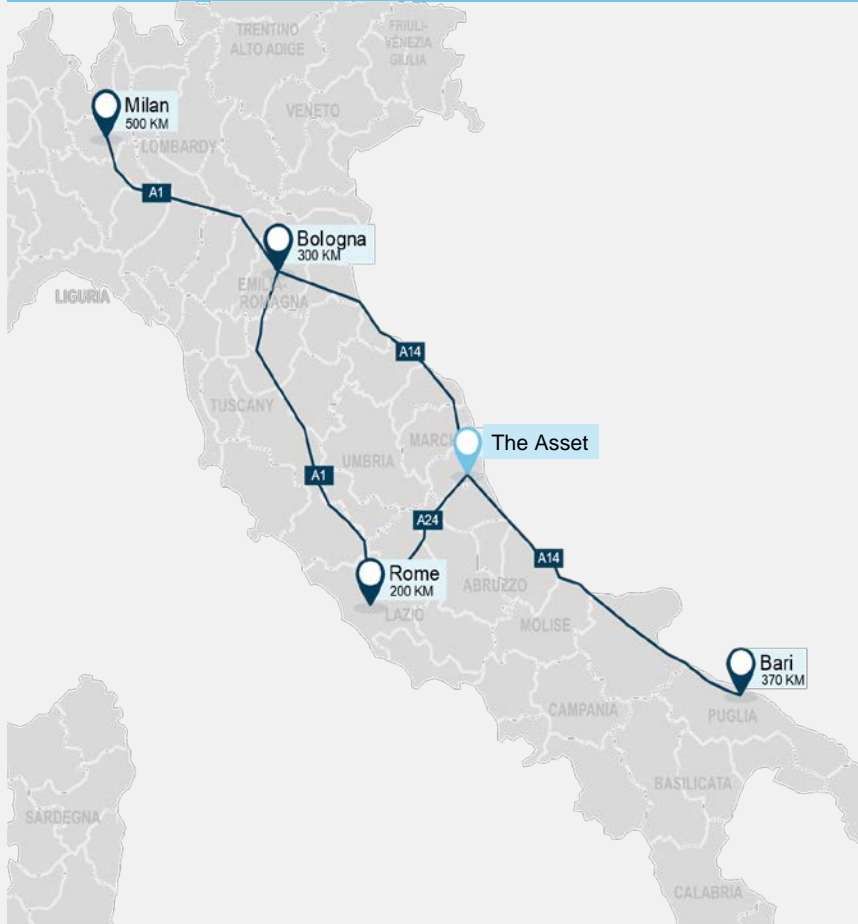 TRENTINO
ALTO ADIGE
FRIULI-
VENEZIA
GIULIA
Milan
500 KM
VENETO
LOMBARDY
A1
Bologna
300 KM
EMILIA-
ROMAGNA
LIGURIA
A14
TUSCANY
MARC
The Asset
UMBRIA
A1
A24
A14
Rome
200 KM
ABRUZZO
LAZIO
MOLISE
Bari
370 KM
CAMPANIA
PUGLIA
BASILICATA
SARDEGNA
CALABRIA